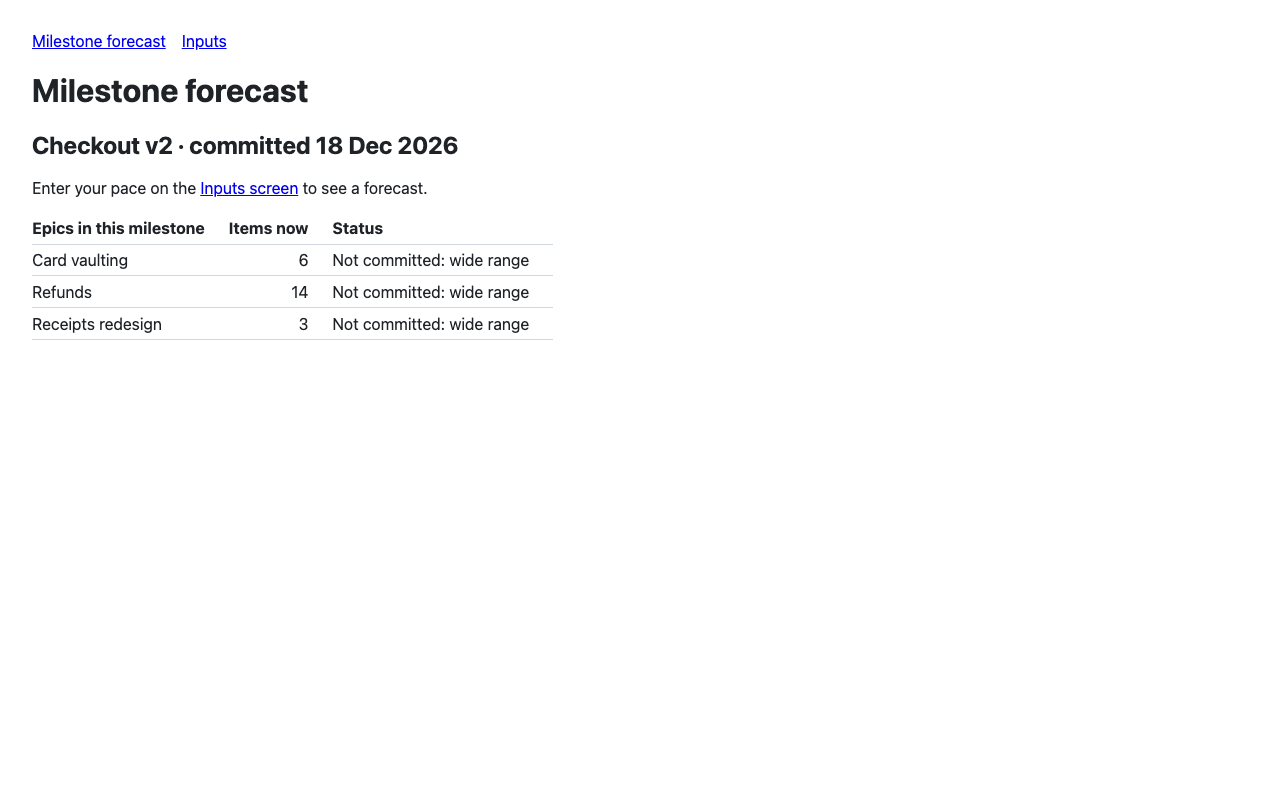 Milestone forecast Inputs
Milestone forecast
Checkout v2 · committed 18 Dec 2026
Enter your pace on the Inputs screen to see a forecast.
Epics in this milestone Items now Status
Card vaulting 6 Not committed: wide range
Refunds 14 Not committed: wide range
Receipts redesign 3 Not committed: wide range